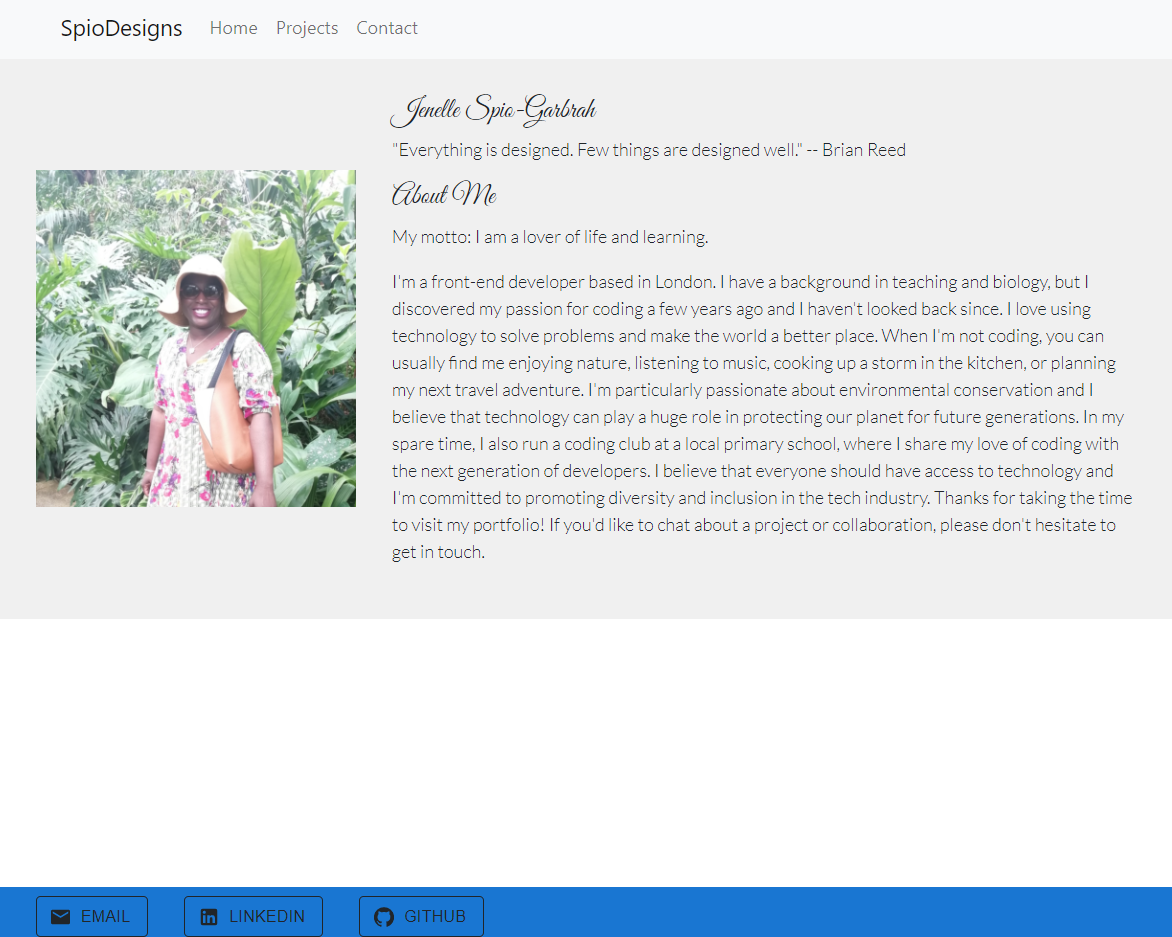 SpioDesigns Home Projects Contact
Jenelle Spio-Garbrah
"Everything is designed. Few things are designed well." -- Brian Reed
About Me
My motto: I am a lover of life and learning.
I'm a front-end developer based in London. I have a background in teaching and biology, but I
discovered my passion for coding a few years ago and I haven't looked back since. I love using
technology to solve problems and make the world a better place. When I'm not coding, you can
usually find me enjoying nature, listening to music, cooking up a storm in the kitchen, or planning
my next travel adventure. I'm particularly passionate about environmental conservation and I
believe that technology can play a huge role in protecting our planet for future generations. In my
spare time, I also run a coding club at a local primary school, where I share my love of coding with
the next generation of developers. I believe that everyone should have access to technology and
I'm committed to promoting diversity and inclusion in the tech industry. Thanks for taking the time
to visit my portfolio! If you'd like to chat about a project or collaboration, please don't hesitate to
get in touch.
EMAIL LINKEDIN GITHUB